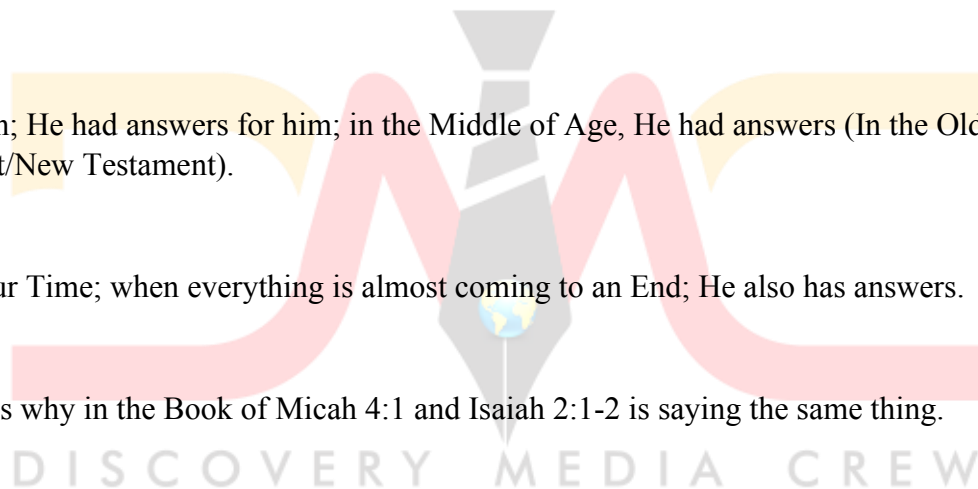 ; He had answers for him; in the Middle of Age, He had answers (In the Old
/New Testament).
Time; when everything is almost coming to an End; He also has answers.
why in the Book of Micah 4:1 and Isaiah 2:1-2 is saying the same thing.
DISCOVERY MEDIA CREW